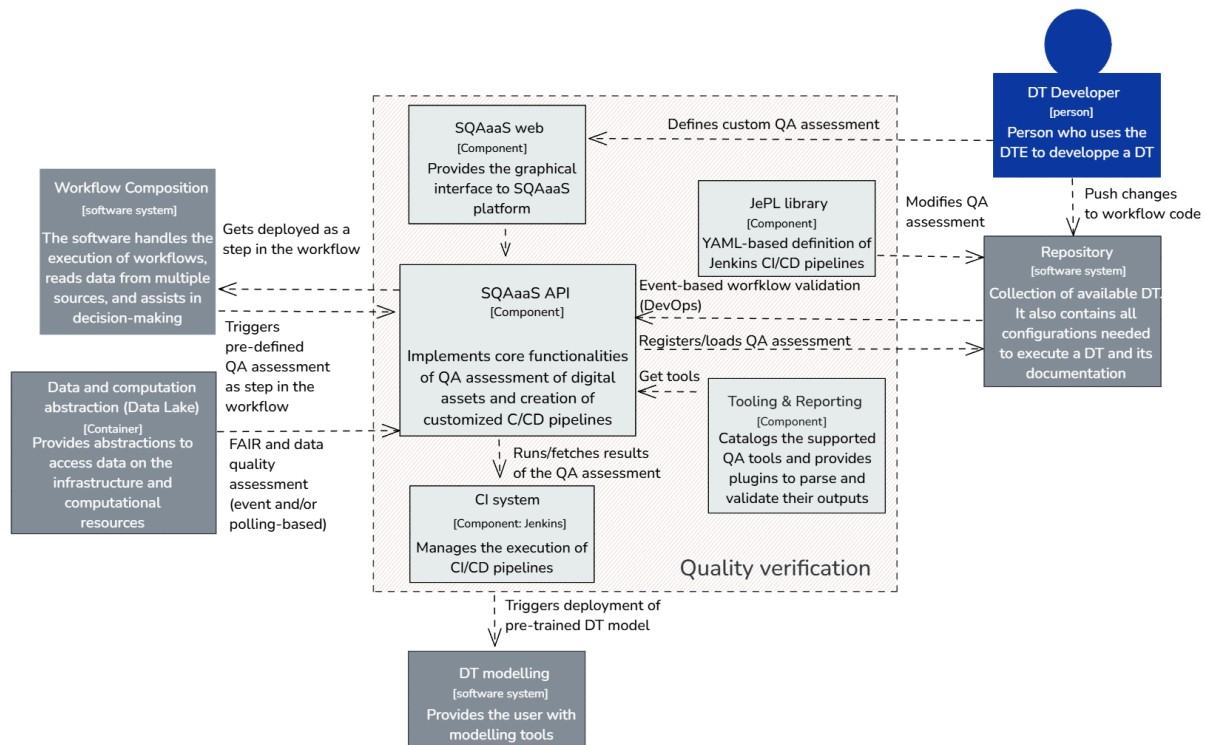 DT Developer
[person]
Person who uses the
DTE to developpe a DT
Defines custom QA assessment
SQAaaS web
[Component]
Provides the graphical
interface to SQAaaS
platform
Workflow Composition
[software system]
The software handles the
execution of workflows,
reads data from multiple
sources, and assists in
decision-making
Gets deployed as a
step in the workflow
JePL library
[Component]
YAML-based definition of
Jenkins CI/CD pipelines
Modifies QA
assessment
Push changes
to workflow code
Repository
[software system]
Collection of available DT.
It also contains all
configurations needed
to execute a DT and its
documentation
SQAaaS API
[Component]
Implements core functionalities
of QA assessment of digital
assets and creation of
customized C/CD pipelines
Event-based worfklow validation
(DevOps)
Registers/loads QA assessment
Get tools
Triggers
pre-defined
QA assessment
as step in the
workflow
Data and computation
abstraction (Data Lake)
[Container]
Provides abstractions to
access data on the
infrastructure and
computational
resources
FAIR and data
quality
assessment
(event and/or
polling-based)
Tooling & Reporting
[Component]
Catalogs the supported
QA tools and provides
plugins to parse and
validate their outputs
Runs/fetches results
of the QA assessment
CI system
[Component: Jenkins]
Manages the execution of
CI/CD pipelines
Quality verification
Triggers deployment of
pre-trained DT model
DT modelling
[software system]
Provides the user with
modelling tools